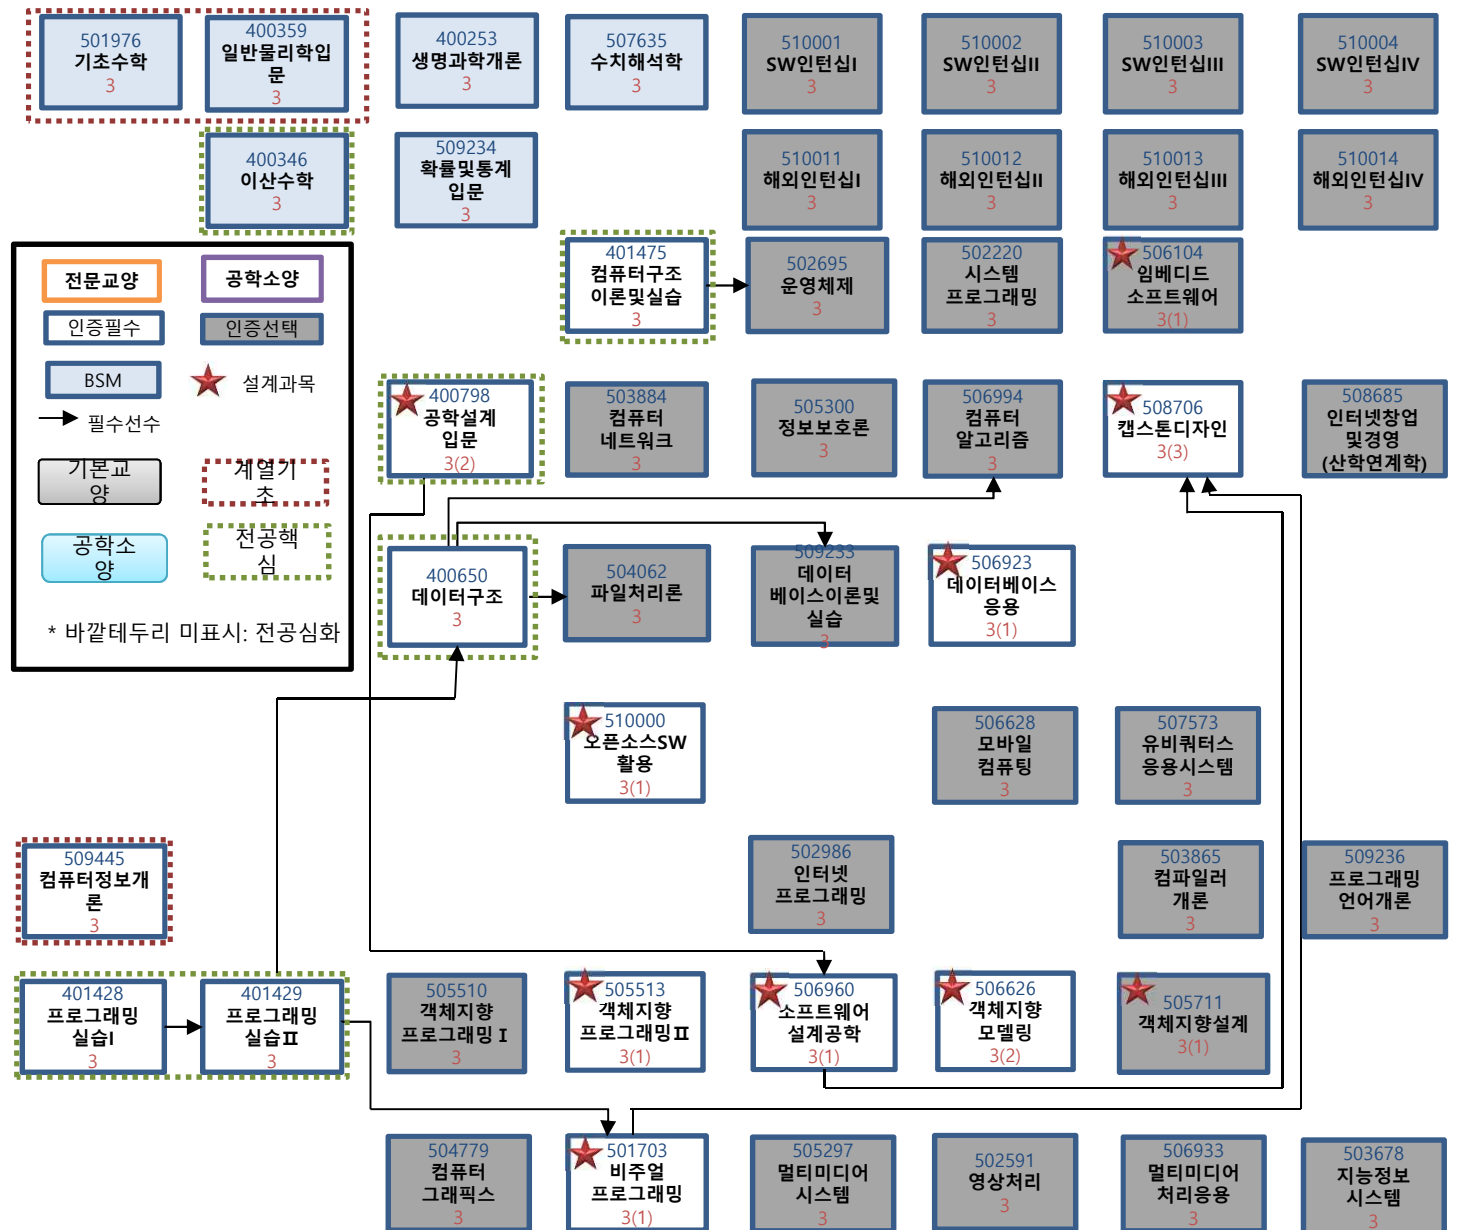 501976
기초수학
3
400359
일반물리학입
문
3
400253
생명과학개론
3
507635
수치해석학
3
510001
SW인턴십I
3
510002
SW인턴십II
3
510003
SW인턴십III
3
510004
SW인턴십IV
3
400346
이산수학
3
509234
확률및통계
입문
3
510011
해외인턴십I
3
510012
해외인턴십II
3
510013
해외인턴십III
3
510014
해외인턴십IV
3
401475
컴퓨터구조
이론및실습
3
502695
운영체제
3
502220
시스템
프로그래밍
3
506104
임베디드
소프트웨어
3(1)
전문교양
공학소양
인증필수
인증선택
BSM
설계과목
필수선수
기본교
양
계열기
초
공학소
양
전공핵
심
* 바깥테두리 미표시: 전공심화
400798
공학설계
입문
3(2)
503884
컴퓨터
네트워크
3
505300
정보보호론
3
506994
컴퓨터
알고리즘
3
508706
캡스톤디자인
3(3)
508685
인터넷창업
및경영
(산학연계학)
400650
데이터구조
3
504062
파일처리론
3
509233
데이터
베이스이론및
실습
3
506923
데이터베이스
응용
3(1)
510000
오픈소스SW
활용
3(1)
506628
모바일
컴퓨팅
3
507573
유비쿼터스
응용시스템
3
509445
컴퓨터정보개
론
3
502986
인터넷
프로그래밍
3
503865
컴파일러
개론
3
509236
프로그래밍
언어개론
3
401428
프로그래밍
실습I
3
401429
프로그래밍
실습Ⅱ
3
505510
객체지향
프로그래밍Ⅰ
3
505513
객체지향
프로그래밍Ⅱ
3(1)
506960
소프트웨어
설계공학
3(1)
506626
객체지향
모델링
3(2)
505711
객체지향설계
3(1)
504779
컴퓨터
그래픽스
3
501703
비주얼
프로그래밍
3(1)
505297
멀티미디어
시스템
3
502591
영상처리
3
506933
멀티미디어
처리응용
3
503678
지능정보
시스템
3